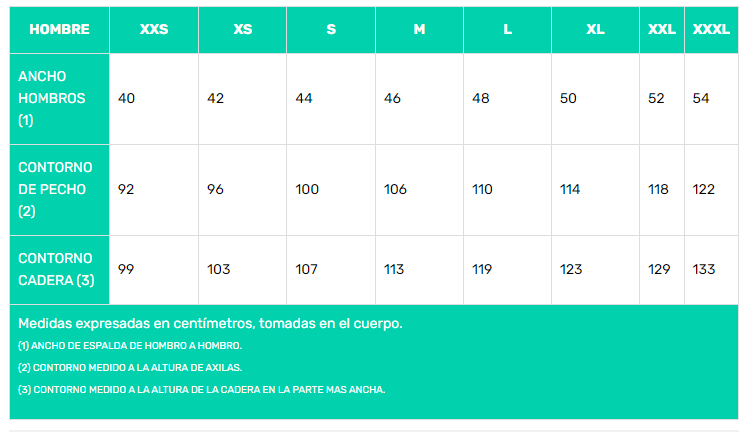 HOMBRE XXS XS S M L XL XXL XXXL
ANCHO
HOMBROS
(1)
40 42 44 46 48 50 52 54
CONTORNO
DE PECHO
(2)
92 96 100 106 110 114 118 122
CONTORNO
CADERA (3)
99 103 107 113 119 123 129 133
Medidas expresadas en centímetros, tomadas en el cuerpo.
(1) ANCHO DE ESPALDA DE HOMBRO A HOMBRO.
(2) CONTORNO MEDIDO A LA ALTURA DE AXILAS.
(3) CONTORNO MEDIDO A LA ALTURA DE LA CADERA EN LA PARTE MAS ANCHA.